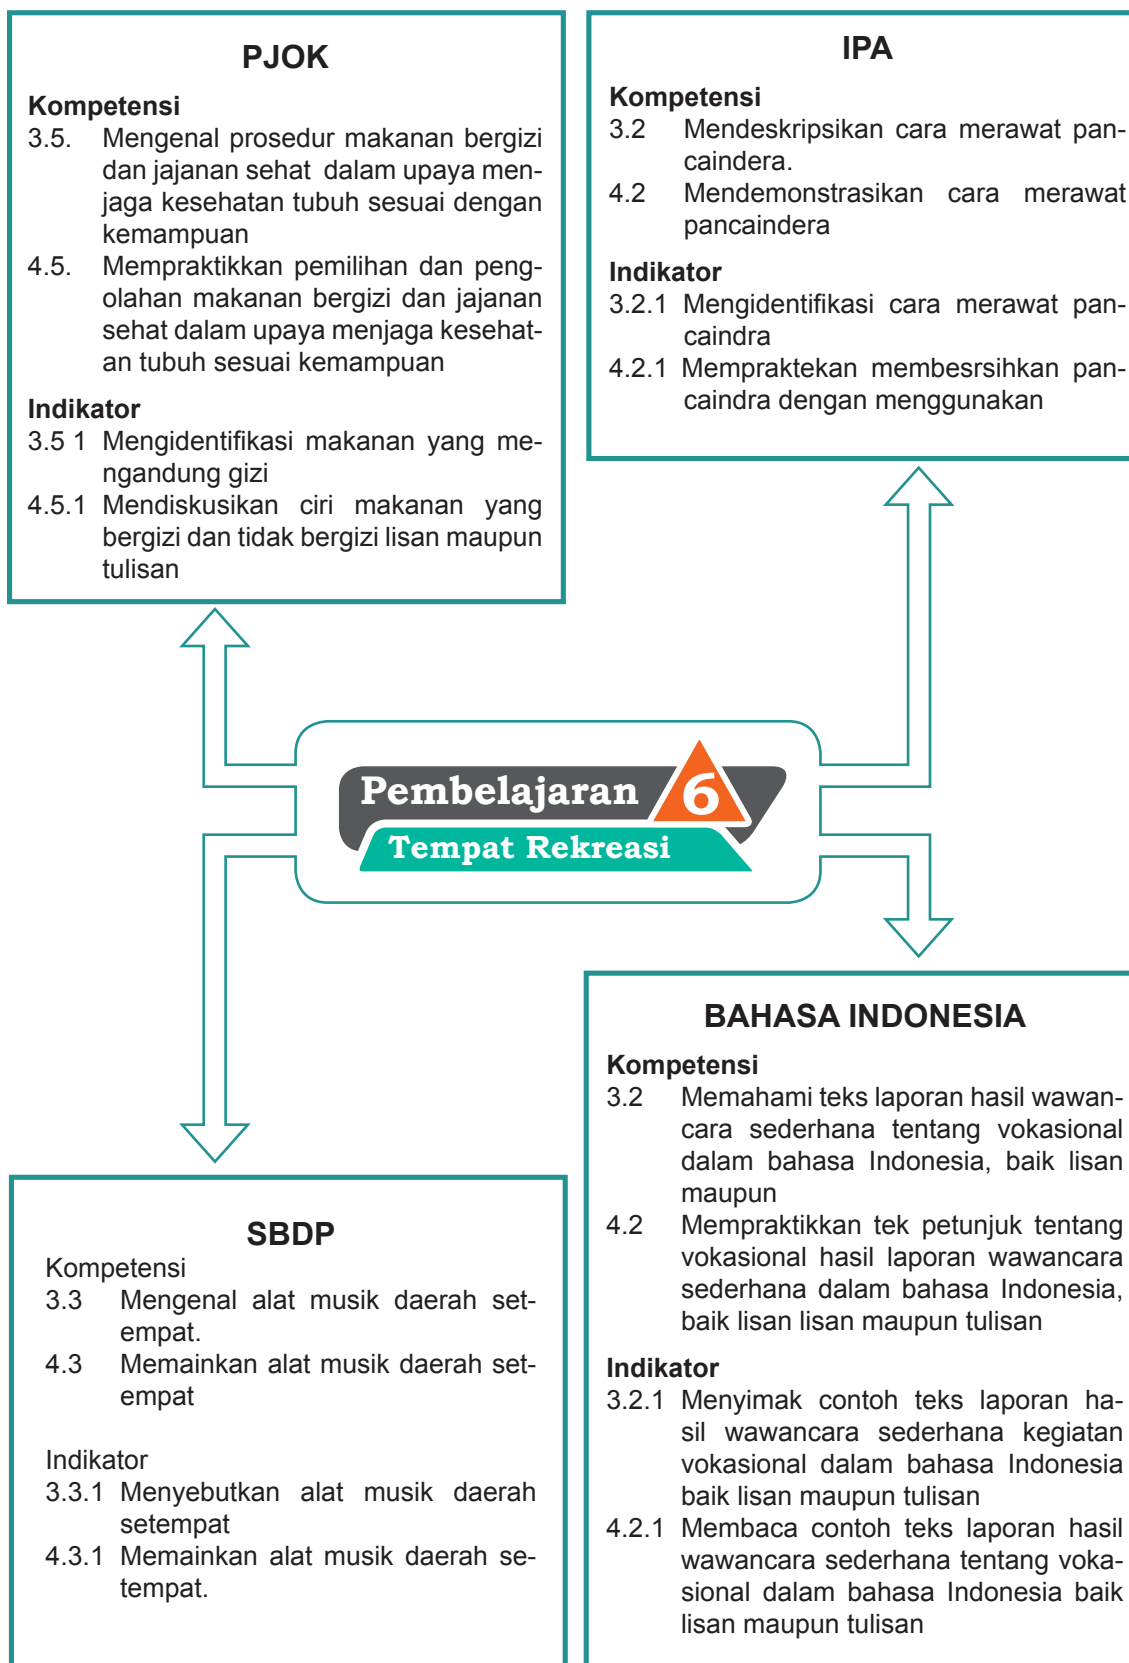 PJOK
Kompetensi
3.5. Mengenal prosedur makanan bergizi
dan jajanan sehat dalam upaya men-
jaga kesehatan tubuh sesuai dengan
kemampuan
4.5. Mempraktikkan pemilihan dan peng-
olahan makanan bergizi dan jajanan
sehat dalam upaya menjaga kesehat-
an tubuh sesuai kemampuan
Indikator
3.5 1 Mengidentifikasi makanan yang me-
ngandung gizi
4.5.1 Mendiskusikan ciri makanan yang
bergizi dan tidak bergizi lisan maupun
tulisan
IPA
Kompetensi
3.2 Mendeskripsikan cara merawat pan-
caindera.
4.2 Mendemonstrasikan cara merawat
pancaindera
Indikator
3.2.1 Mengidentifikasi cara merawat pan-
caindra
4.2.1 Mempraktekan membesrsihkan pan-
caindra dengan menggunakan
Pembelajaran 6
Tempat Rekreasi
SBDP
Kompetensi
3.3 Mengenal alat musik daerah set-
empat.
4.3 Memainkan alat musik daerah set-
empat
Indikator
3.3.1 Menyebutkan alat musik daerah
setempat
4.3.1 Memainkan alat musik daerah se-
tempat.
BAHASA INDONESIA
Kompetensi
3.2 Memahami teks laporan hasil wawan-
cara sederhana tentang vokasional
dalam bahasa Indonesia, baik lisan
maupun
4.2 Mempraktikkan tek petunjuk tentang
vokasional hasil laporan wawancara
sederhana dalam bahasa Indonesia,
baik lisan lisan maupun tulisan
Indikator
3.2.1 Menyimak contoh teks laporan ha-
sil wawancara sederhana kegiatan
vokasional dalam bahasa Indonesia
baik lisan maupun tulisan
4.2.1 Membaca contoh teks laporan hasil
wawancara sederhana tentang voka-
sional dalam bahasa Indonesia baik
lisan maupun tulisan